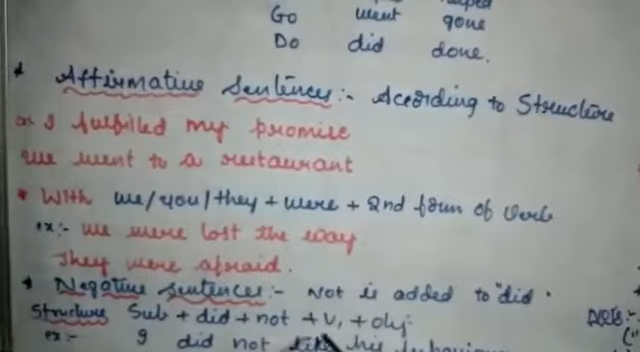 Go went gone
Do did done.
* Affirmative Sentences:- According to Structure
I fulfilled my promise
we went to a restaurant
* With we/you/they + were + 2nd form of verb
ex:- we were lost the way.
They were afraid.
* Negative sentences:- Not is added to "did".
Structure Sub + did + not + V1 + obj
ex:- I did not like his